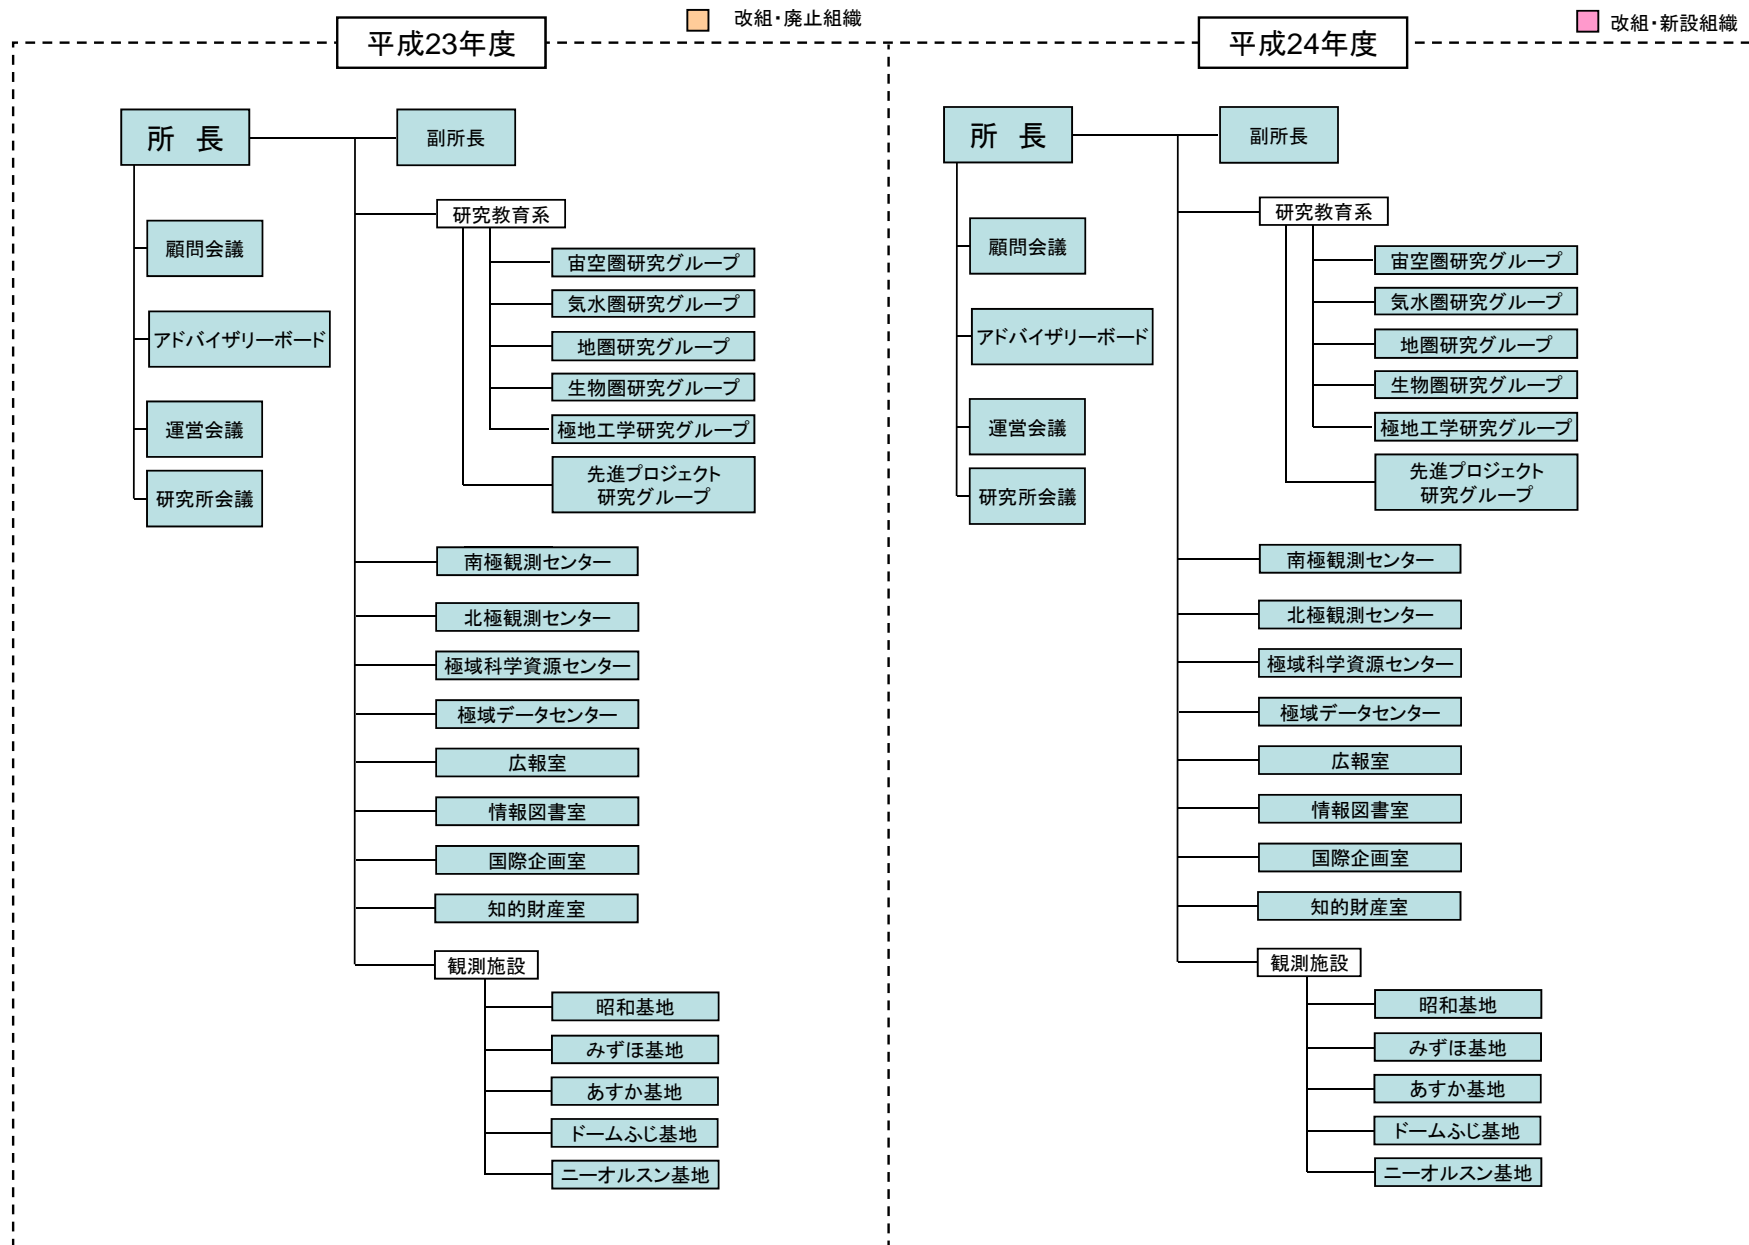 平成23年度
改組・廃止組織
所　長
副所長
顧問会議
アドバイザリーボード
運営会議
研究所会議
研究教育系
宙空圏研究グループ
気水圏研究グループ
地圏研究グループ
生物圏研究グループ
極地工学研究グループ
先進プロジェクト
研究グループ
南極観測センター
北極観測センター
極域科学資源センター
極域データセンター
広報室
情報図書室
国際企画室
知的財産室
観測施設
昭和基地
みずほ基地
あすか基地
ドームふじ基地
ニーオルスン基地
平成24年度
改組・新設組織
所　長
副所長
顧問会議
アドバイザリーボード
運営会議
研究所会議
研究教育系
宙空圏研究グループ
気水圏研究グループ
地圏研究グループ
生物圏研究グループ
極地工学研究グループ
先進プロジェクト
研究グループ
南極観測センター
北極観測センター
極域科学資源センター
極域データセンター
広報室
情報図書室
国際企画室
知的財産室
観測施設
昭和基地
みずほ基地
あすか基地
ドームふじ基地
ニーオルスン基地